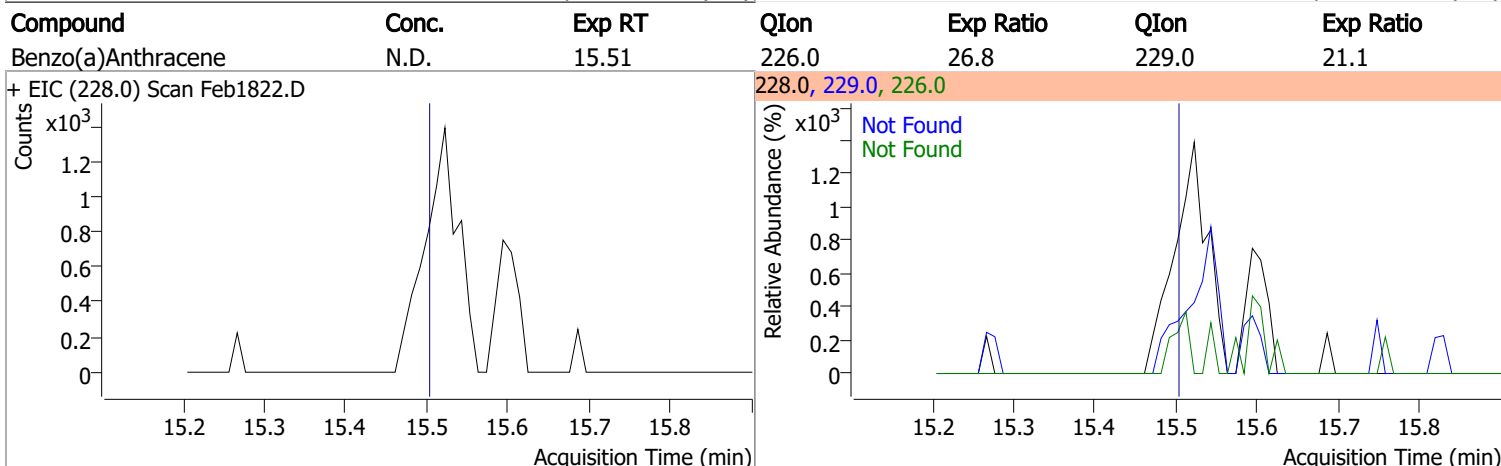 Compound Conc. Exp RT QIon Exp Ratio QIon Exp Ratio
Benzo(a)Anthracene N.D. 15.51 226.0 26.8 229.0 21.1
+ EIC (228.0) Scan Feb1822.D
Counts
x10³
1.2
1
0.8
0.6
0.4
0.2
0
15.2 15.3 15.4 15.5 15.6 15.7 15.8
Acquisition Time (min)
228.0, 229.0, 226.0
Relative Abundance (%)
x10³
Not Found
Not Found
1.2
1
0.8
0.6
0.4
0.2
0
15.2 15.3 15.4 15.5 15.6 15.7 15.8
Acquisition Time (min)